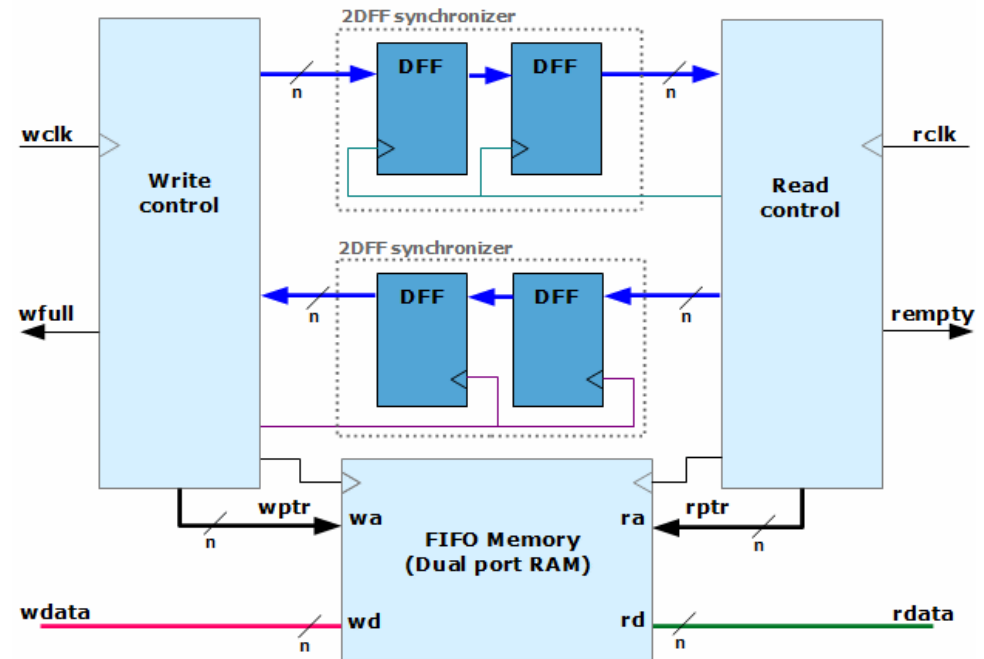 2DFF synchronizer
DFF
DFF
n
n
wclk
rclk
Write
control
Read
control
2DFF synchronizer
DFF
DFF
n
n
wfull
rempty
wptr
rptr
n
n
wa
ra
FIFO Memory
(Dual port RAM)
wdata
wd
rd
rdata
n
n